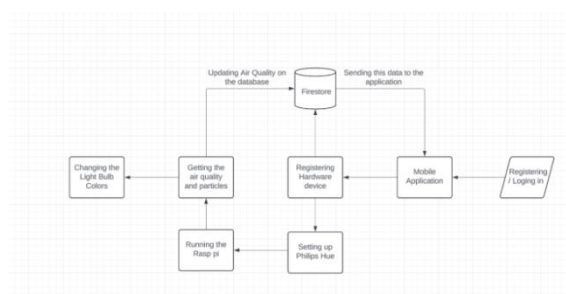 Updating Air Quality on
the database
Sending this data to the
application
Firestore
Changing the
Light Bulb
Colors
Getting the
air quality
and particles
Registering
Hardware
device
Mobile
Application
Registering
/ Loging in
Running the
Rasp pi
Setting up
Philips Hue